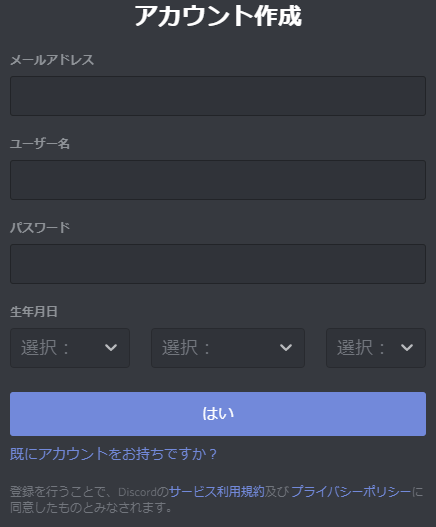 アカウント作成
メールアドレス
ユーザー名
パスワード
生年月日
選択： 選択： 選択：
はい
既にアカウントをお持ちですか？
登録を行うことで、Discordのサービス利用規約及びプライバシーポリシーに
同意したものとみなされます。